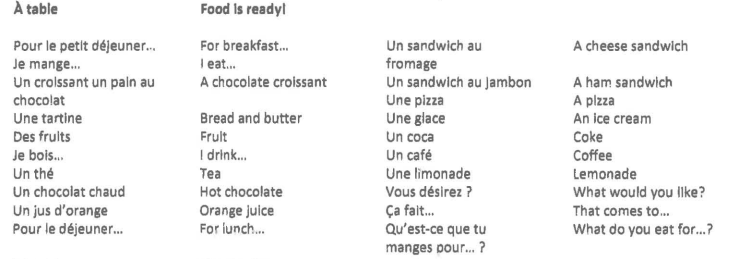 À table Food is ready!
Pour le petit déjeuner... For breakfast...
Je mange... I eat...
Un croissant un pain au A chocolate croissant
chocolat
Une tartine Bread and butter
Des fruits Fruit
Je bois... I drink...
Un thé Tea
Un chocolat chaud Hot chocolate
Un jus d'orange Orange juice
Pour le déjeuner... For lunch...
Un sandwich au A cheese sandwich
fromage
Un sandwich au jambon A ham sandwich
Une pizza A pizza
Une glace An ice cream
Un coca Coke
Un café Coffee
Une limonade Lemonade
Vous désirez ? What would you like?
Ça fait... That comes to...
Qu'est-ce que tu What do you eat for...?
manges pour... ?